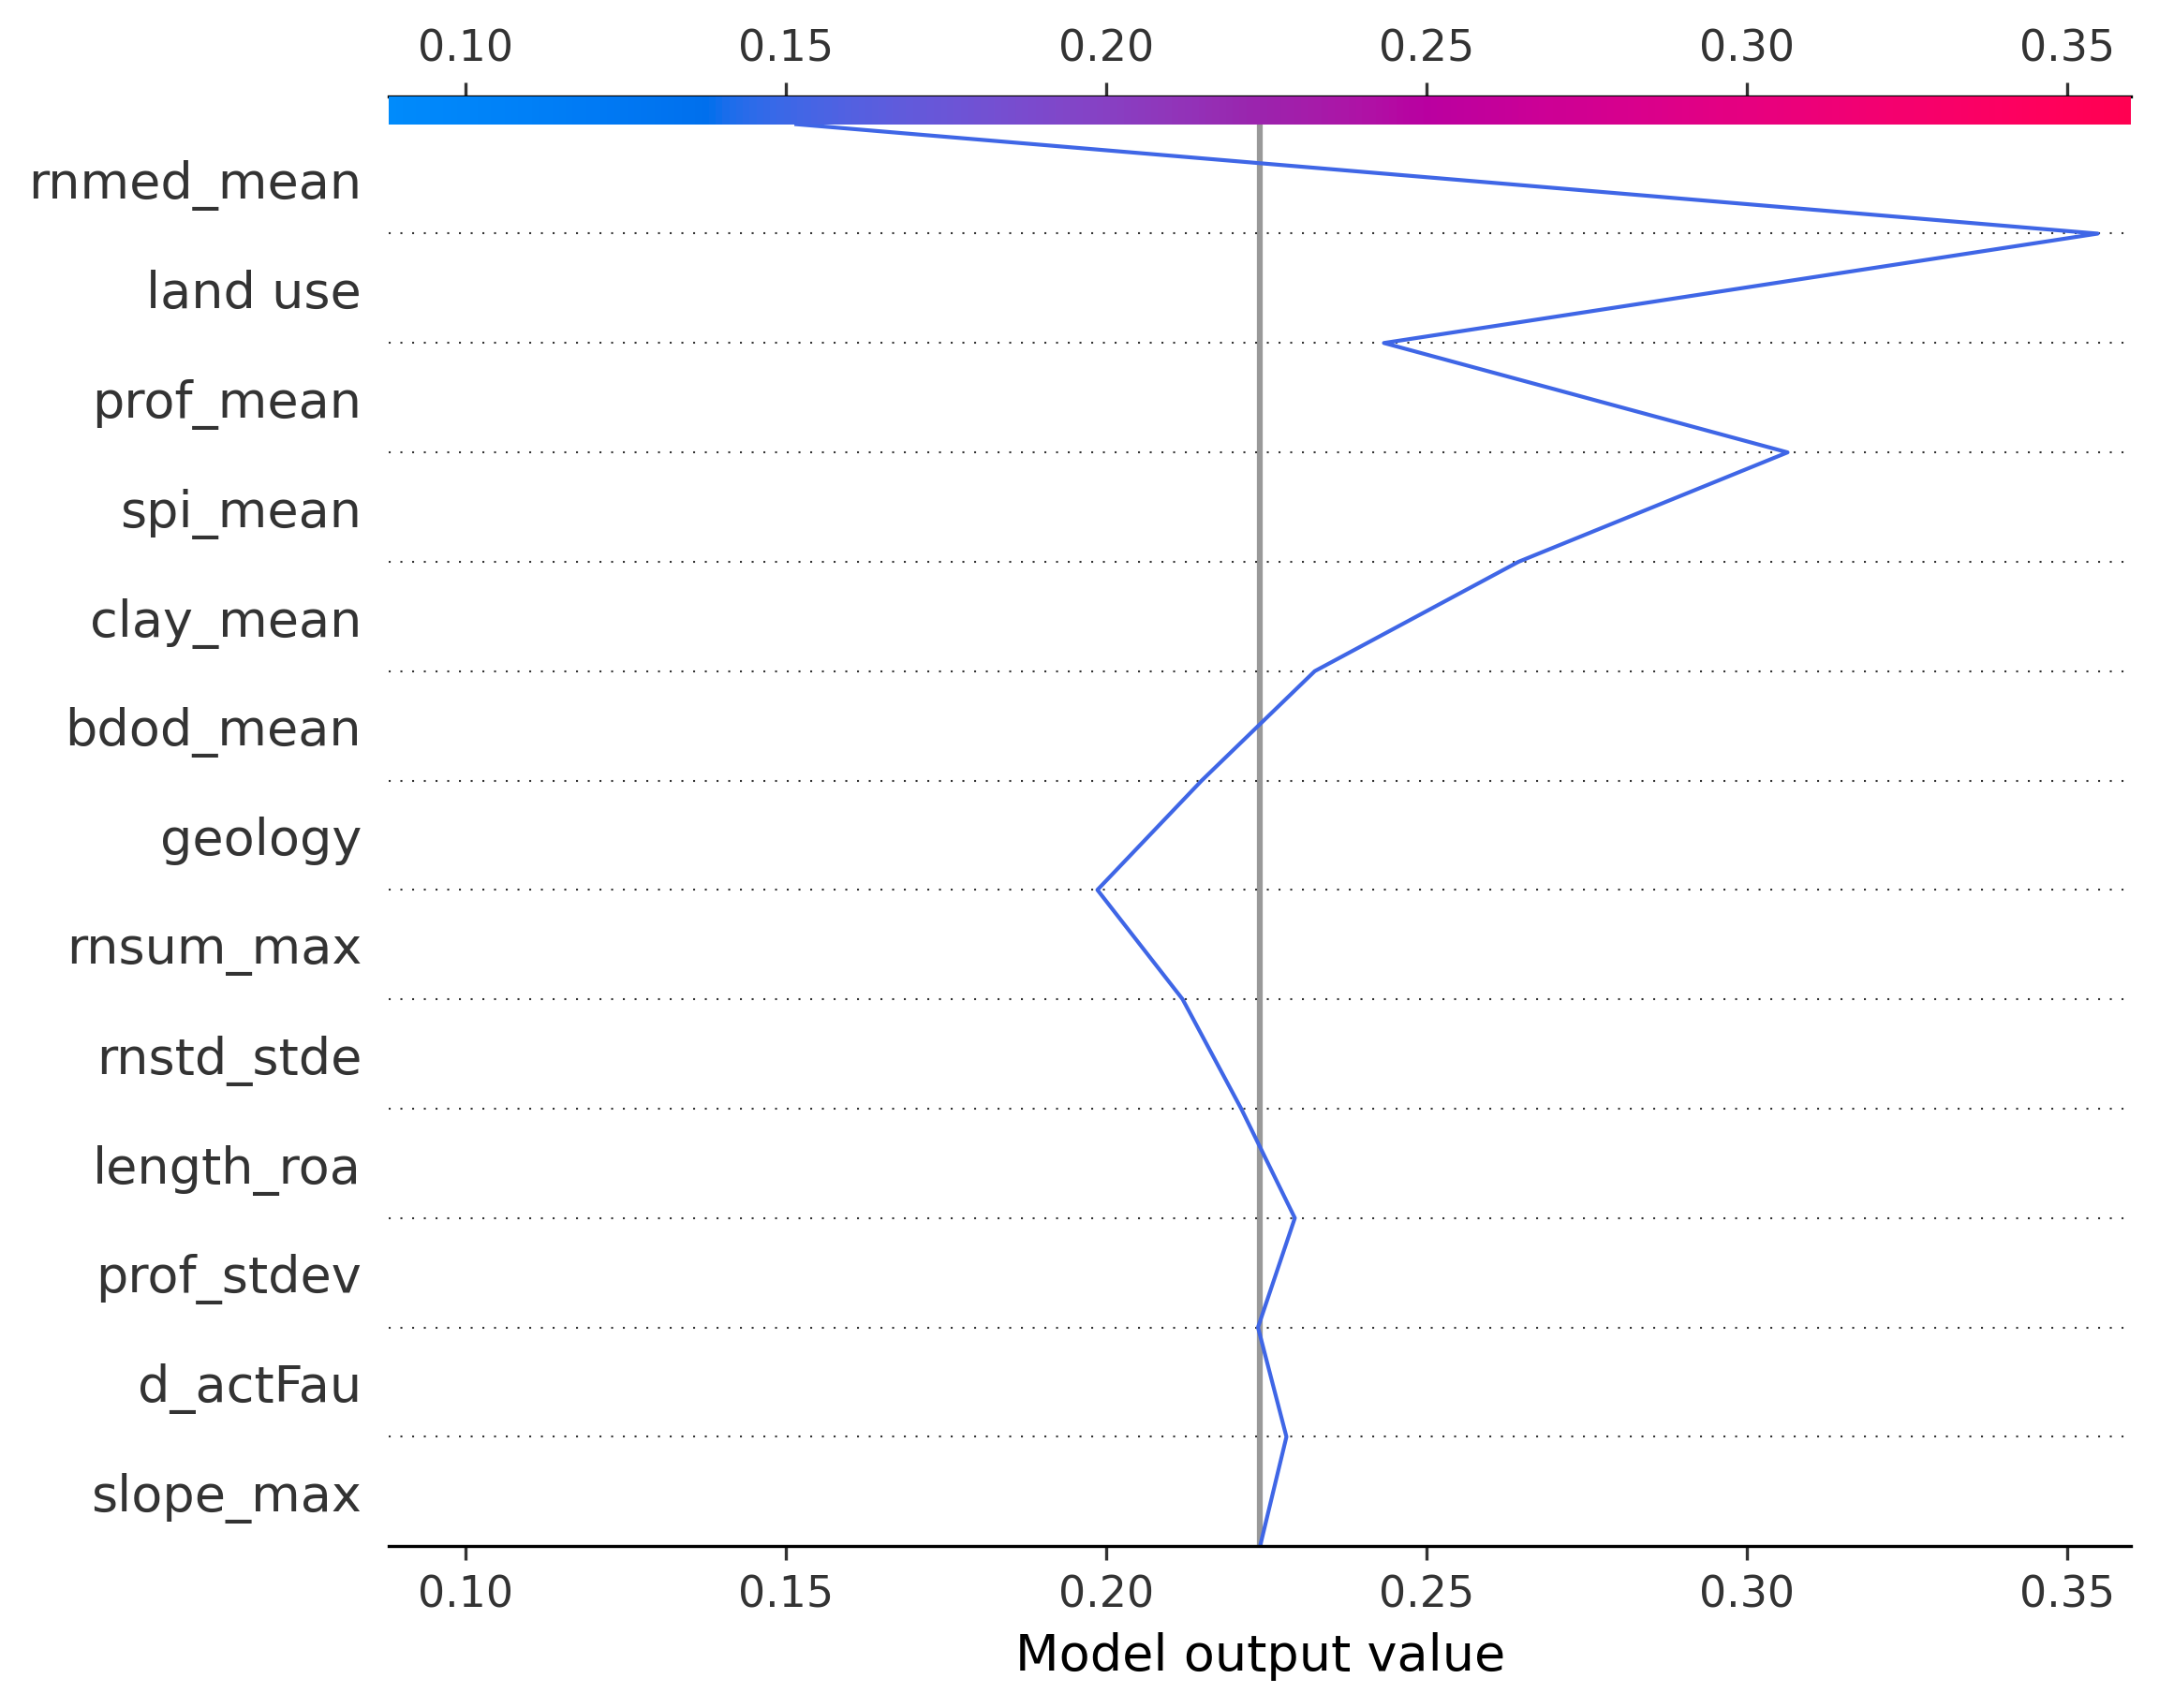 0.10 0.15 0.20 0.25 0.30 0.35
rnmed_mean
land use
prof_mean
spi_mean
clay_mean
bdod_mean
geology
rnsum_max
rnstd_stde
length_roa
prof_stdev
d_actFau
slope_max
0.10 0.15 0.20 0.25 0.30 0.35
Model output value